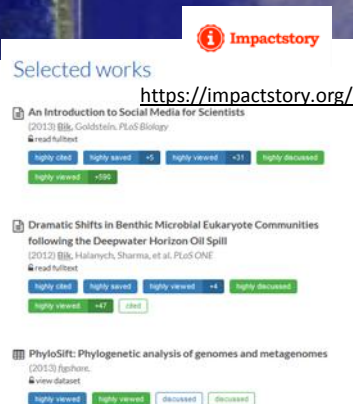 Impactstory
Selected works
https://impactstory.org/
An Introduction to Social Media for Scientists
(2013) Bik, Goldstein. PLoS Biology
read fulltext
highly cited highly saved +5 highly viewed +31 highly discussed
highly viewed +590
Dramatic Shifts in Benthic Microbial Eukaryote Communities
following the Deepwater Horizon Oil Spill
(2012) Bik, Halanych, Sharma, et al. PLoS ONE
read fulltext
highly cited highly saved highly viewed +4 highly discussed
highly viewed +47 cited
PhyloSift: Phylogenetic analysis of genomes and metagenomes
(2013) figshare.
view dataset
highly viewed highly viewed discussed discussed